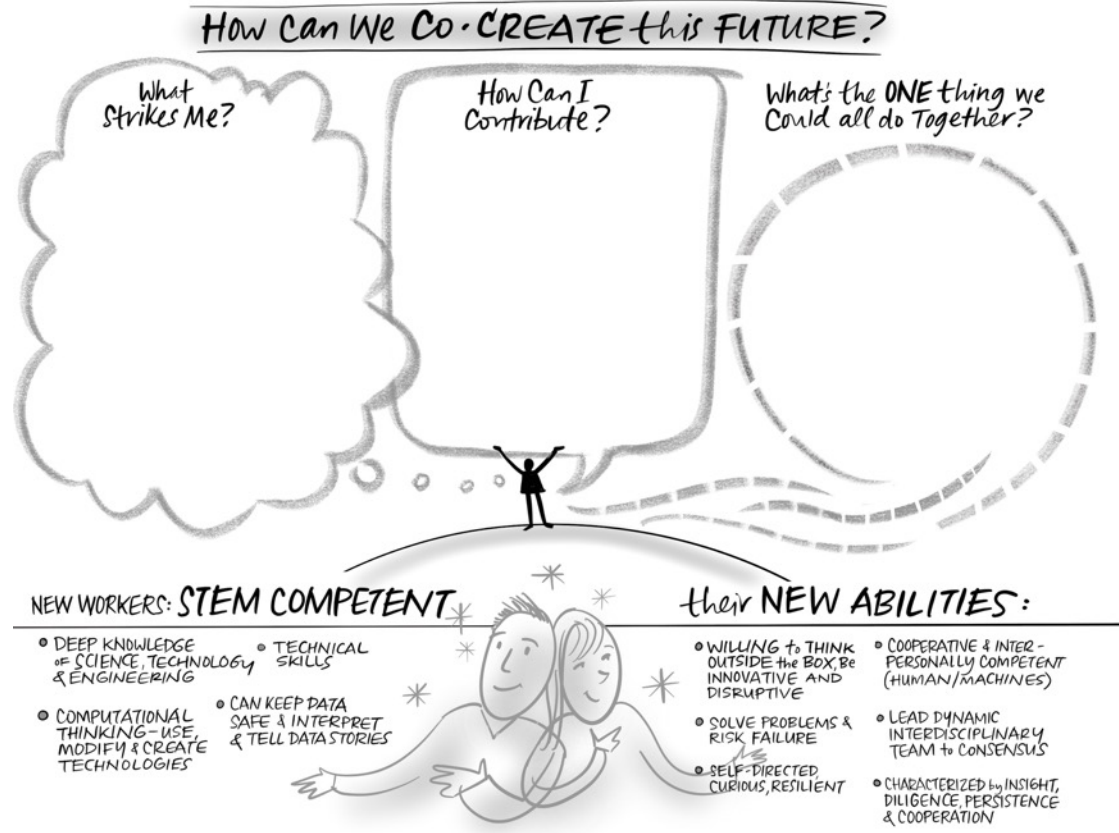 How Can We CO·CREATE this FUTURE?
What
Strikes Me?
How Can I
Contribute?
What's the ONE thing we
Could all do Together?
NEW WORKERS: STEM COMPETENT
• DEEP KNOWLEDGE
OF SCIENCE, TECHNOLOGY
& ENGINEERING
• TECHNICAL
SKILLS
• COMPUTATIONAL
THINKING - USE,
MODIFY & CREATE
TECHNOLOGIES
• CAN KEEP DATA
SAFE & INTERPRET
& TELL DATA STORIES
their NEW ABILITIES:
• WILLING to THINK
OUTSIDE the BOX, Be
INNOVATIVE AND
DISRUPTIVE
• SOLVE PROBLEMS &
RISK FAILURE
• SELF-DIRECTED,
CURIOUS, RESILIENT
• COOPERATIVE & INTER-
PERSONALLY COMPETENT
(HUMAN/MACHINES)
• LEAD DYNAMIC
INTERDISCIPLINARY
TEAM to CONSENSUS
• CHARACTERIZED by INSIGHT,
DILIGENCE, PERSISTENCE
& COOPERATION